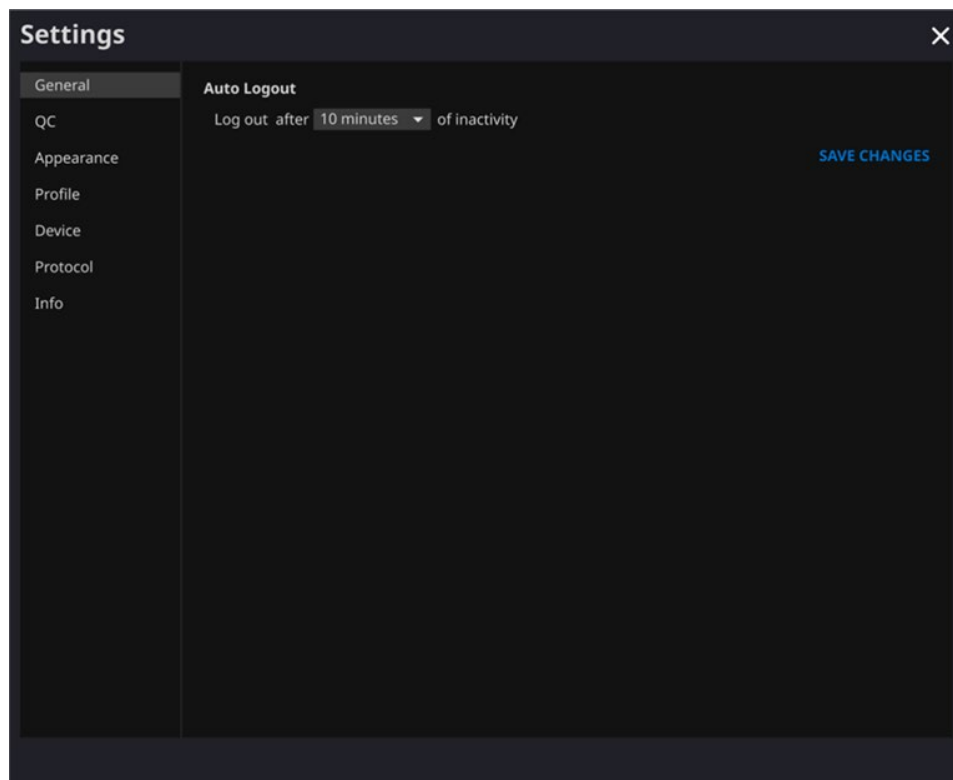 Settings
General
QC
Appearance
Profile
Device
Protocol
Info
Auto Logout
Log out after 10 minutes of inactivity
SAVE CHANGES